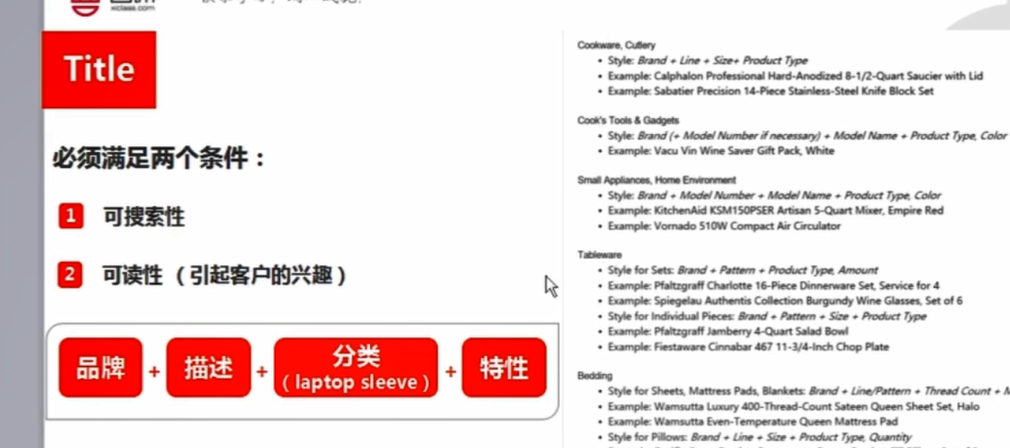 xiclass.com
Title
必须满足两个条件：
1 可搜索性
2 可读性（引起客户的兴趣）
品牌 + 描述 + 分类 + 特性
（laptop sleeve）
Cookware, Cutlery
• Style: Brand + Line + Size+ Product Type
• Example: Calphalon Professional Hard-Anodized 8-1/2-Quart Saucier with Lid
• Example: Sabatier Precision 14-Piece Stainless-Steel Knife Block Set
Cook's Tools & Gadgets
• Style: Brand (+ Model Number if necessary) + Model Name + Product Type, Color
• Example: Vacu Vin Wine Saver Gift Pack, White
Small Appliances, Home Environment
• Style: Brand + Model Number + Model Name + Product Type, Color
• Example: KitchenAid KSM150PSER Artisan 5-Quart Mixer, Empire Red
• Example: Vornado 510W Compact Air Circulator
Tableware
• Style for Sets: Brand + Pattern + Product Type, Amount
• Example: Pfaltzgraff Charlotte 16-Piece Dinnerware Set, Service for 4
• Example: Spiegelau Authentis Collection Burgundy Wine Glasses, Set of 6
• Style for Individual Pieces: Brand + Pattern + Size + Product Type
• Example: Pfaltzgraff Jamberry 4-Quart Salad Bowl
• Example: Fiestaware Cinnabar 467 11-3/4-Inch Chop Plate
Bedding
• Style for Sheets, Mattress Pads, Blankets: Brand + Line/Pattern + Thread Count +
• Example: Wamsutta Luxury 400-Thread-Count Sateen Queen Sheet Set, Halo
• Example: Wamsutta Even-Temperature Queen Mattress Pad
• Style for Pillows: Brand + Line + Size + Product Type, Quantity